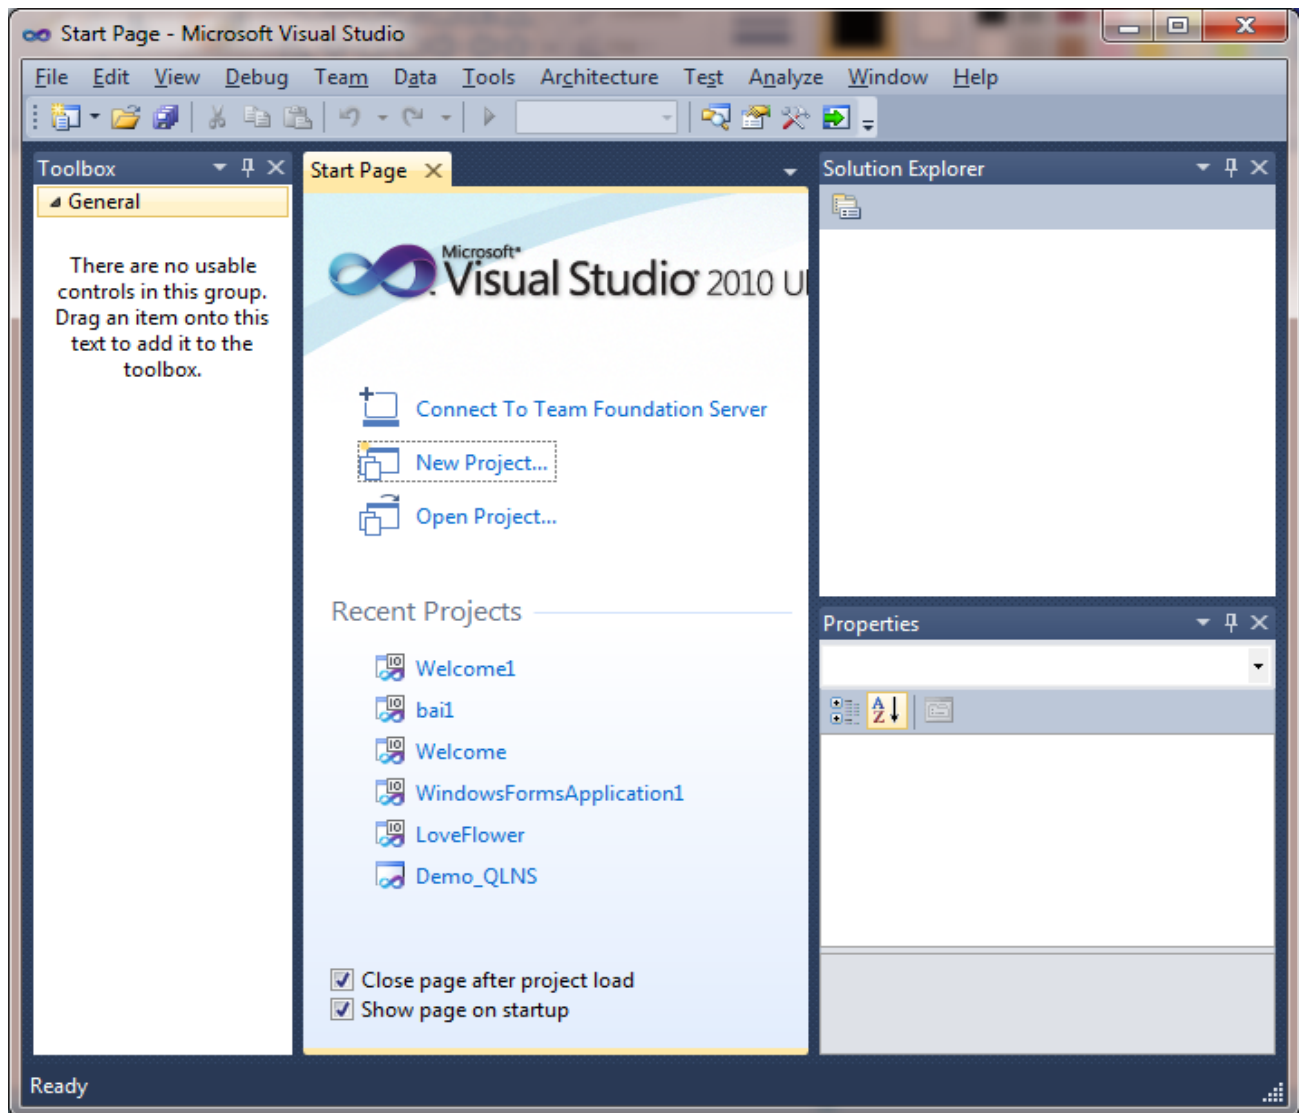 Start Page - Microsoft Visual Studio
File Edit View Debug Team Data Tools Architecture Test Analyze Window Help
Toolbox
General
There are no usable
controls in this group.
Drag an item onto this
text to add it to the
toolbox.
Start Page
Microsoft
Visual Studio 2010 Ul
Connect To Team Foundation Server
New Project...
Open Project...
Recent Projects
Welcome1
bai1
Welcome
WindowsFormsApplication1
LoveFlower
Demo_QLNS
Close page after project load
Show page on startup
Solution Explorer
Properties
Ready